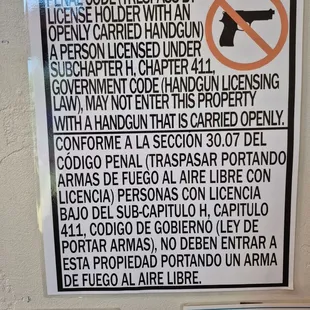 PENAL CODE (TRESPASS BY
LICENSE HOLDER WITH AN
OPENLY CARRIED HANDGUN)
A PERSON LICENSED UNDER
SUBCHAPTER H, CHAPTER 411,
GOVERNMENT CODE (HANDGUN LICENSING
LAW), MAY NOT ENTER THIS PROPERTY
WITH A HANDGUN THAT IS CARRIED OPENLY.
CONFORME A LA SECCIÓN 30.07 DEL
CÓDIGO PENAL (TRASPASAR PORTANDO
ARMAS DE FUEGO AL AIRE LIBRE CON
LICENCIA) PERSONAS CON LICENCIA
BAJO DEL SUB-CAPITULO H, CAPITULO
411, CODIGO DE GOBIERNO (LEY DE
PORTAR ARMAS), NO DEBEN ENTRAR A
ESTA PROPIEDAD PORTANDO UN ARMA
DE FUEGO AL AIRE LIBRE.